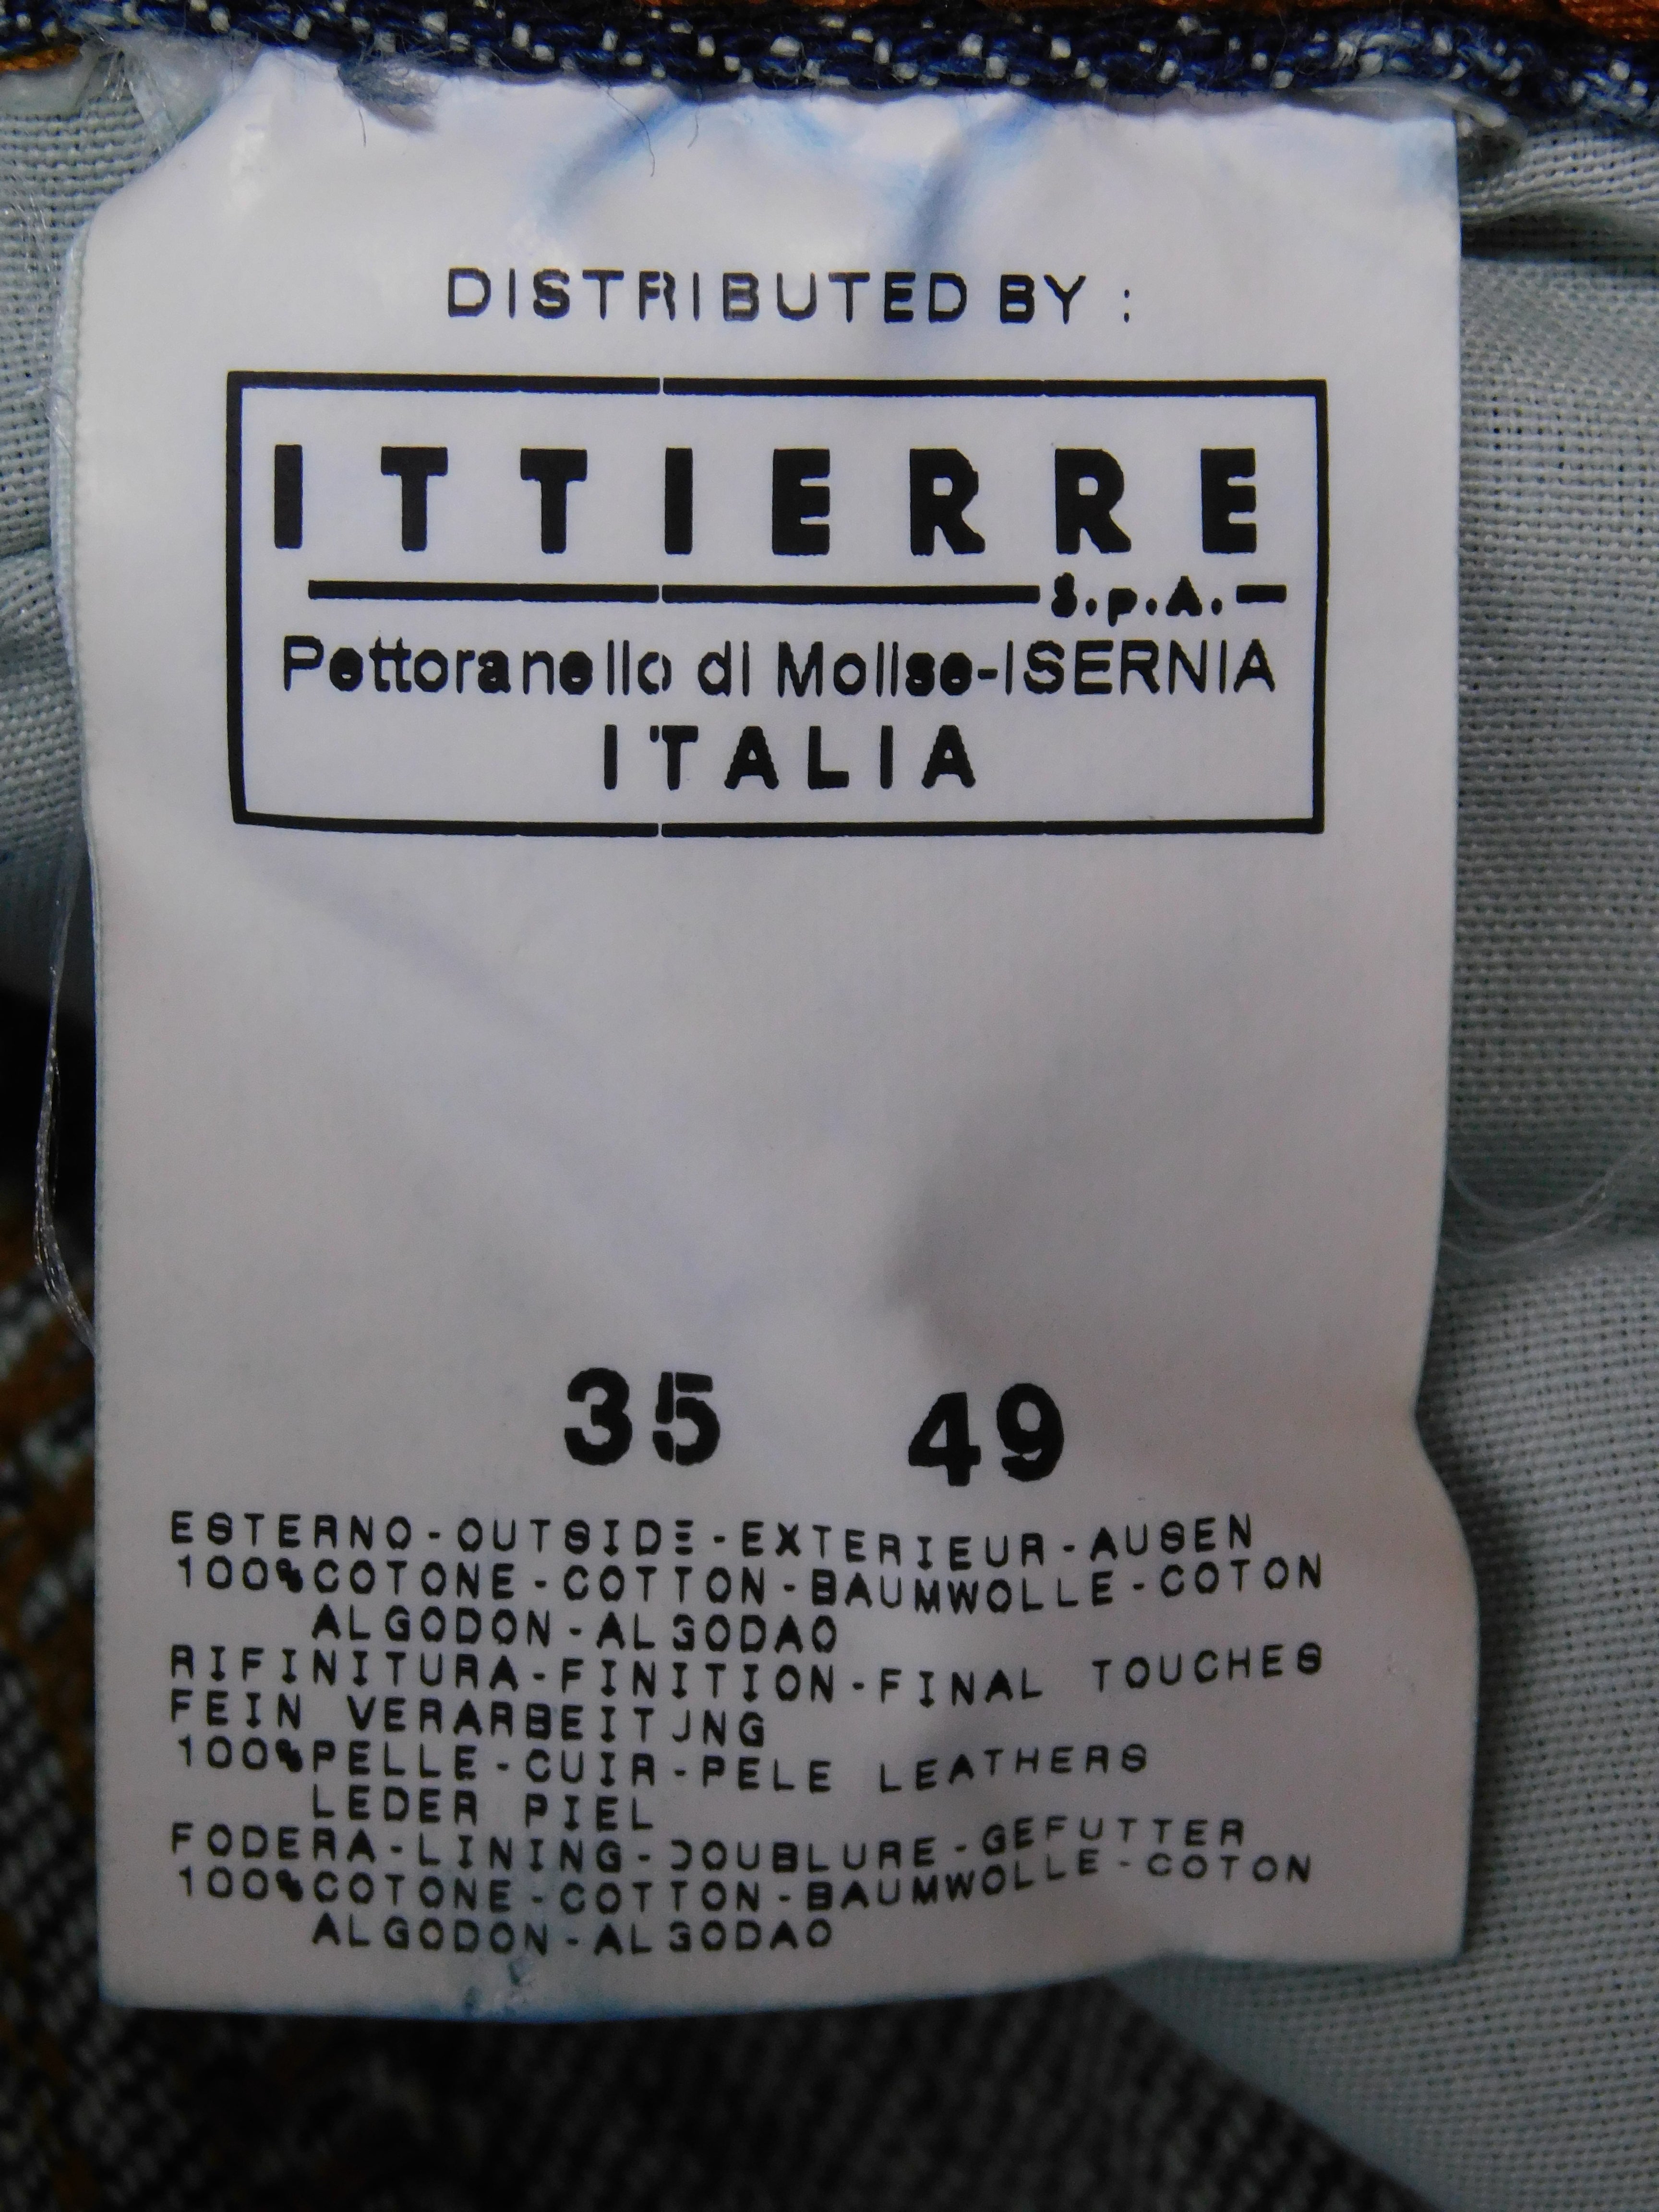 DISTRIBUTED BY :
ITTIERRE
S.p.A.
Pettoranello di Molise-ISERNIA
ITALIA
35 49
ESTERNO-OUTSIDE-EXTERIEUR-AUSEN
100%COTONE-COTTON-BAUMWOLLE-COTON
ALGODON-ALGODAO
RIFINITURA-FINITION-FINAL TOUCHES
FEIN VERARBEITUNG
100%PELLE-CUIR-PELE LEATHERS
LEDER PIEL
FODERA-LINING-DOUBLURE-GEFUTTER
100%COTONE-COTTON-BAUMWOLLE-COTON
ALGODON-ALGODAO